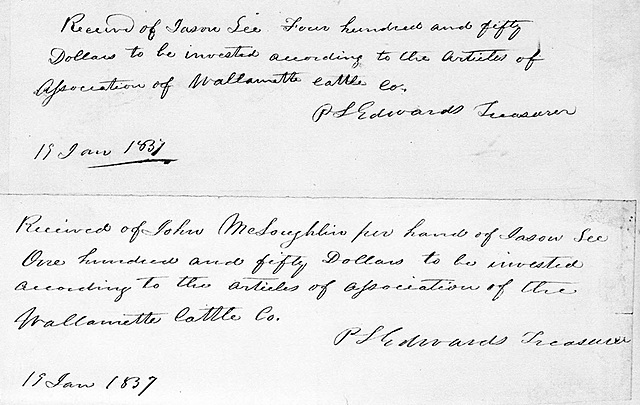 Received of Jason Lee Four hundred and fifty
Dollars to be invested according to the Articles of
Association of Wallamette Cattle Co.
P L Edwards Treasurer
19 Jan 1837
Received of John McLoughlin per hand of Jason Lee
One hundred and fifty Dollars to be invested
according to the articles of association of the
Wallamette Cattle Co.
P L Edwards Treasurer
19 Jan 1837